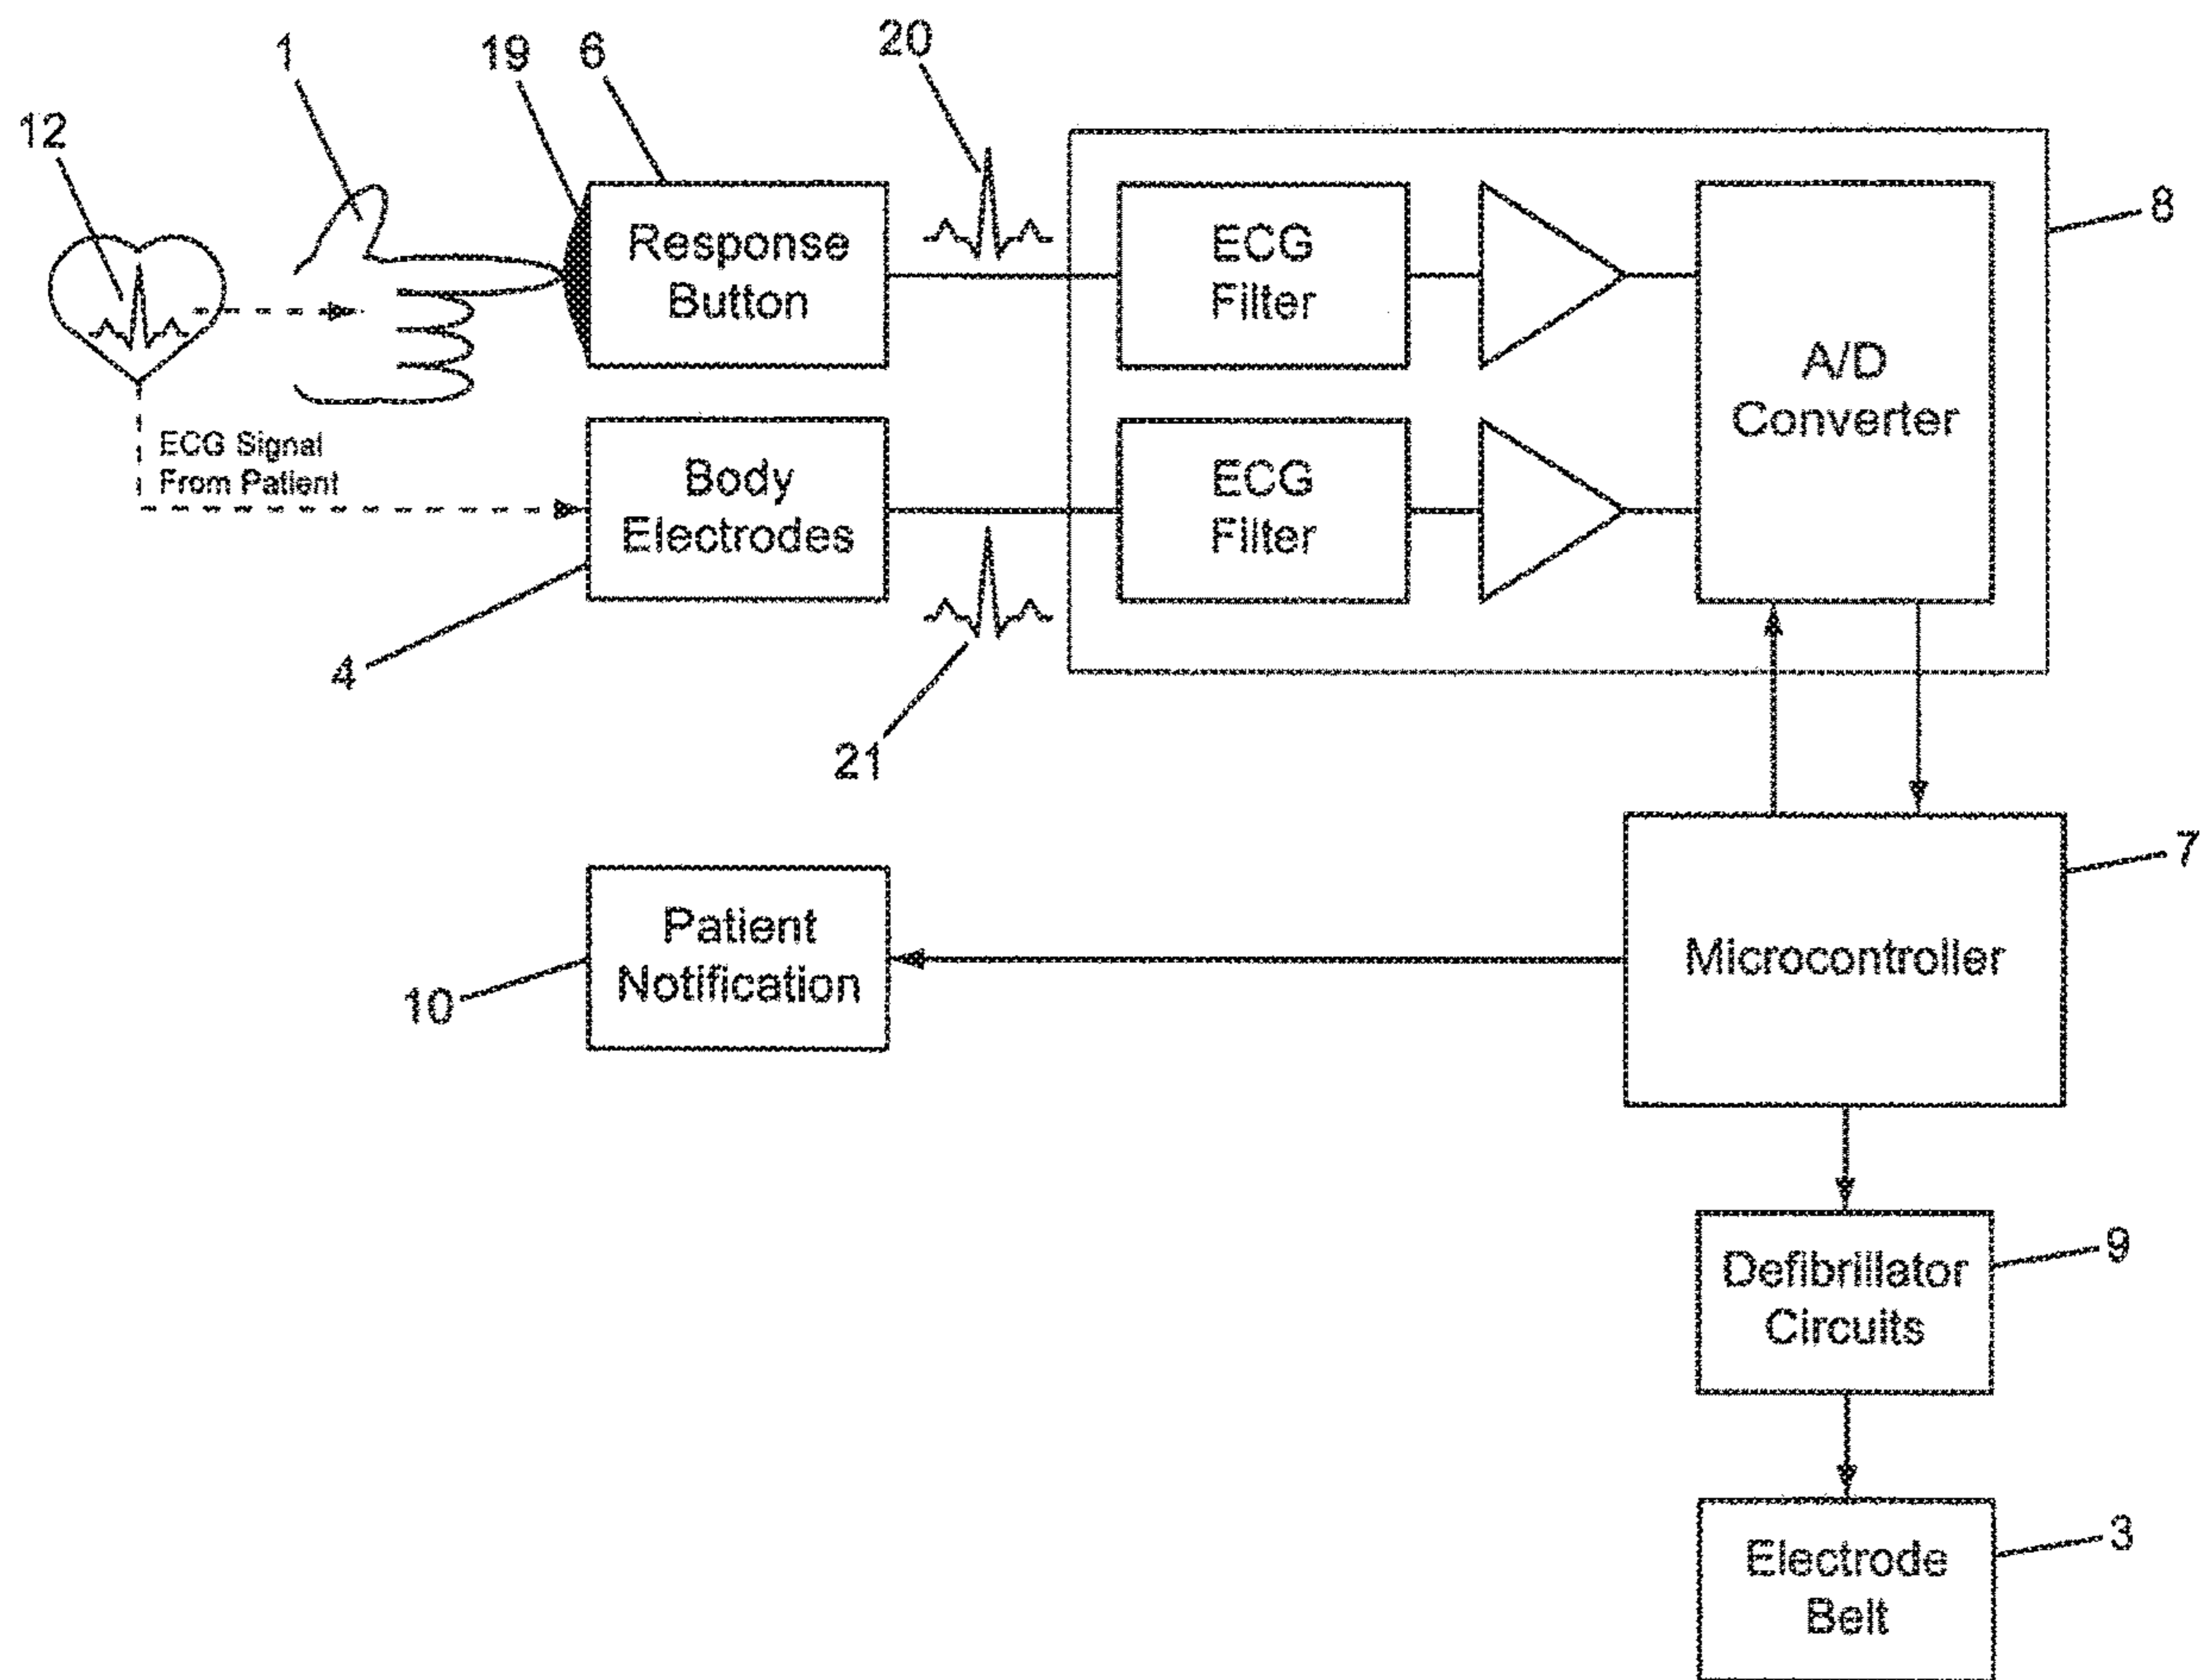 1
19
6
20
12
8
Response
Button
ECG
Filter
A/D
Converter
ECG Signal
From Patient
Body
Electrodes
ECG
Filter
4
21
7
Patient
Notification
10
Microcontroller
Defibrillator
Circuits
9
Electrode
Belt
3